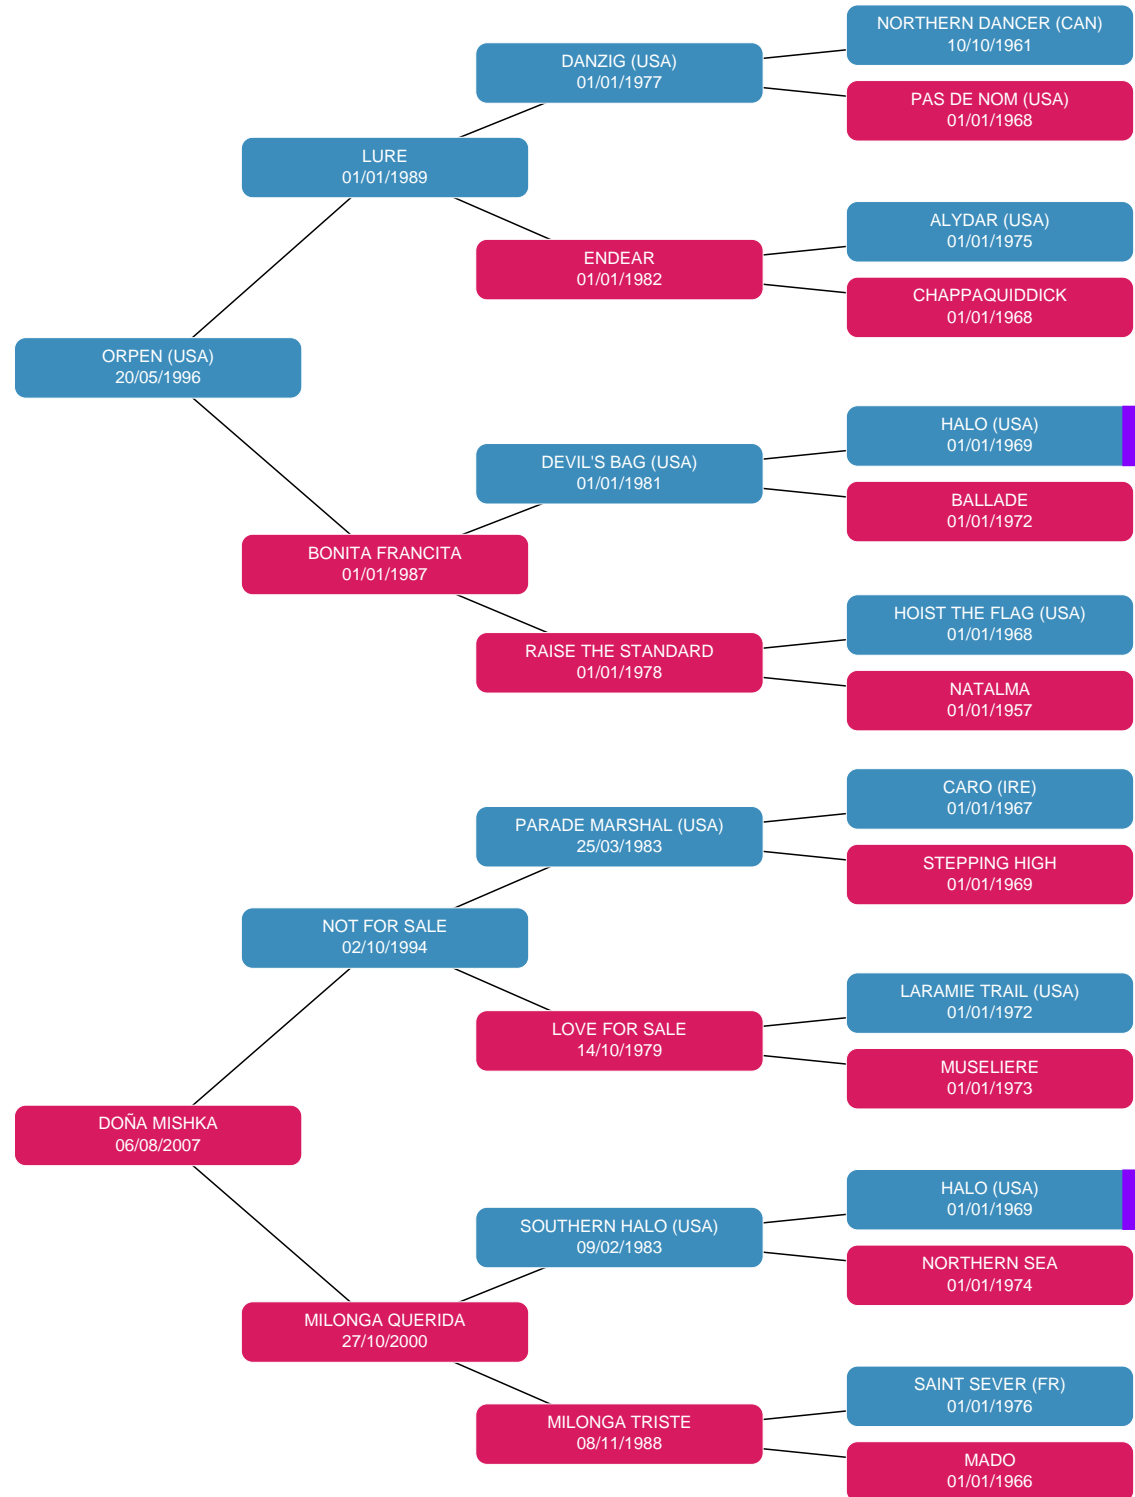 NORTHERN DANCER (CAN)
10/10/1961
DANZIG (USA)
01/01/1977
PAS DE NOM (USA)
01/01/1968
LURE
01/01/1989
ALYDAR (USA)
01/01/1975
ENDEAR
01/01/1982
CHAPPAQUIDDICK
01/01/1968
ORPEN (USA)
20/05/1996
HALO (USA)
01/01/1969
DEVIL'S BAG (USA)
01/01/1981
BALLADE
01/01/1972
BONITA FRANCITA
01/01/1987
HOIST THE FLAG (USA)
01/01/1968
RAISE THE STANDARD
01/01/1978
NATALMA
01/01/1957
CARO (IRE)
01/01/1967
PARADE MARSHAL (USA)
25/03/1983
STEPPING HIGH
01/01/1969
NOT FOR SALE
02/10/1994
LARAMIE TRAIL (USA)
01/01/1972
LOVE FOR SALE
14/10/1979
MUSELIERE
01/01/1973
DOÑA MISHKA
06/08/2007
HALO (USA)
01/01/1969
SOUTHERN HALO (USA)
09/02/1983
NORTHERN SEA
01/01/1974
MILONGA QUERIDA
27/10/2000
SAINT SEVER (FR)
01/01/1976
MILONGA TRISTE
08/11/1988
MADO
01/01/1966